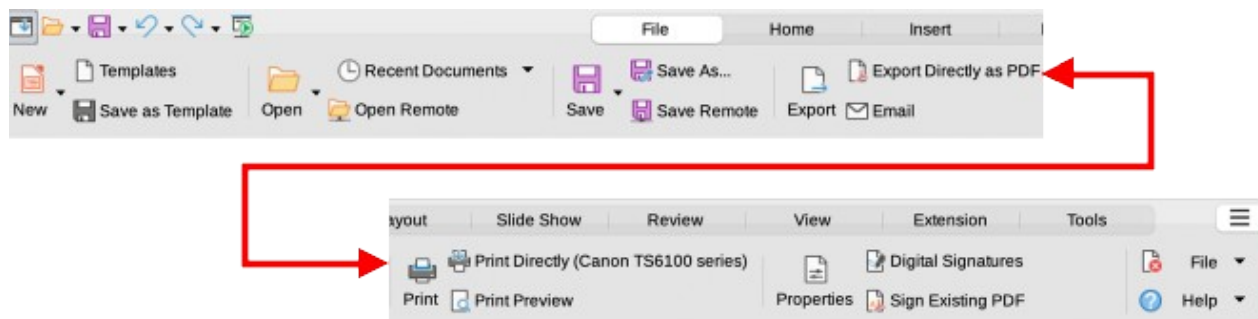 File Home Insert
Templates Recent Documents Save As... Export Directly as PDF
New Save as Template Open Open Remote Save Save Remote Export Email
ayout Slide Show Review View Extension Tools
Print Directly (Canon TS6100 series) Digital Signatures File
Print Print Preview Properties Sign Existing PDF Help